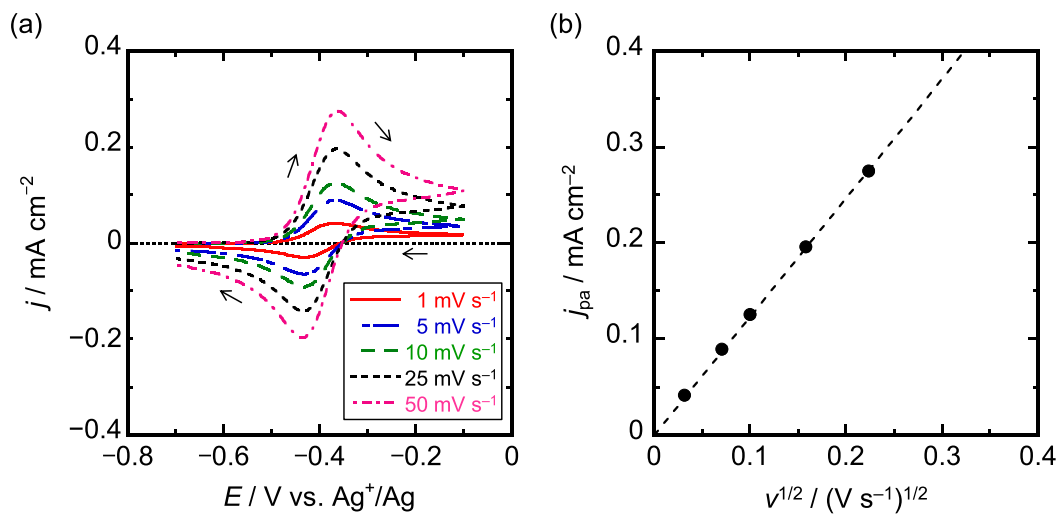 (a)
0.4
0.2
0
−0.2
−0.4
j / mA cm−2
1 mV s−1
5 mV s−1
10 mV s−1
25 mV s−1
50 mV s−1
−0.8 −0.6 −0.4 −0.2 0
E / V vs. Ag+/Ag
(b)
0.4
0.3
0.2
0.1
0
jpa / mA cm−2
0 0.1 0.2 0.3 0.4
v1/2 / (V s−1)1/2